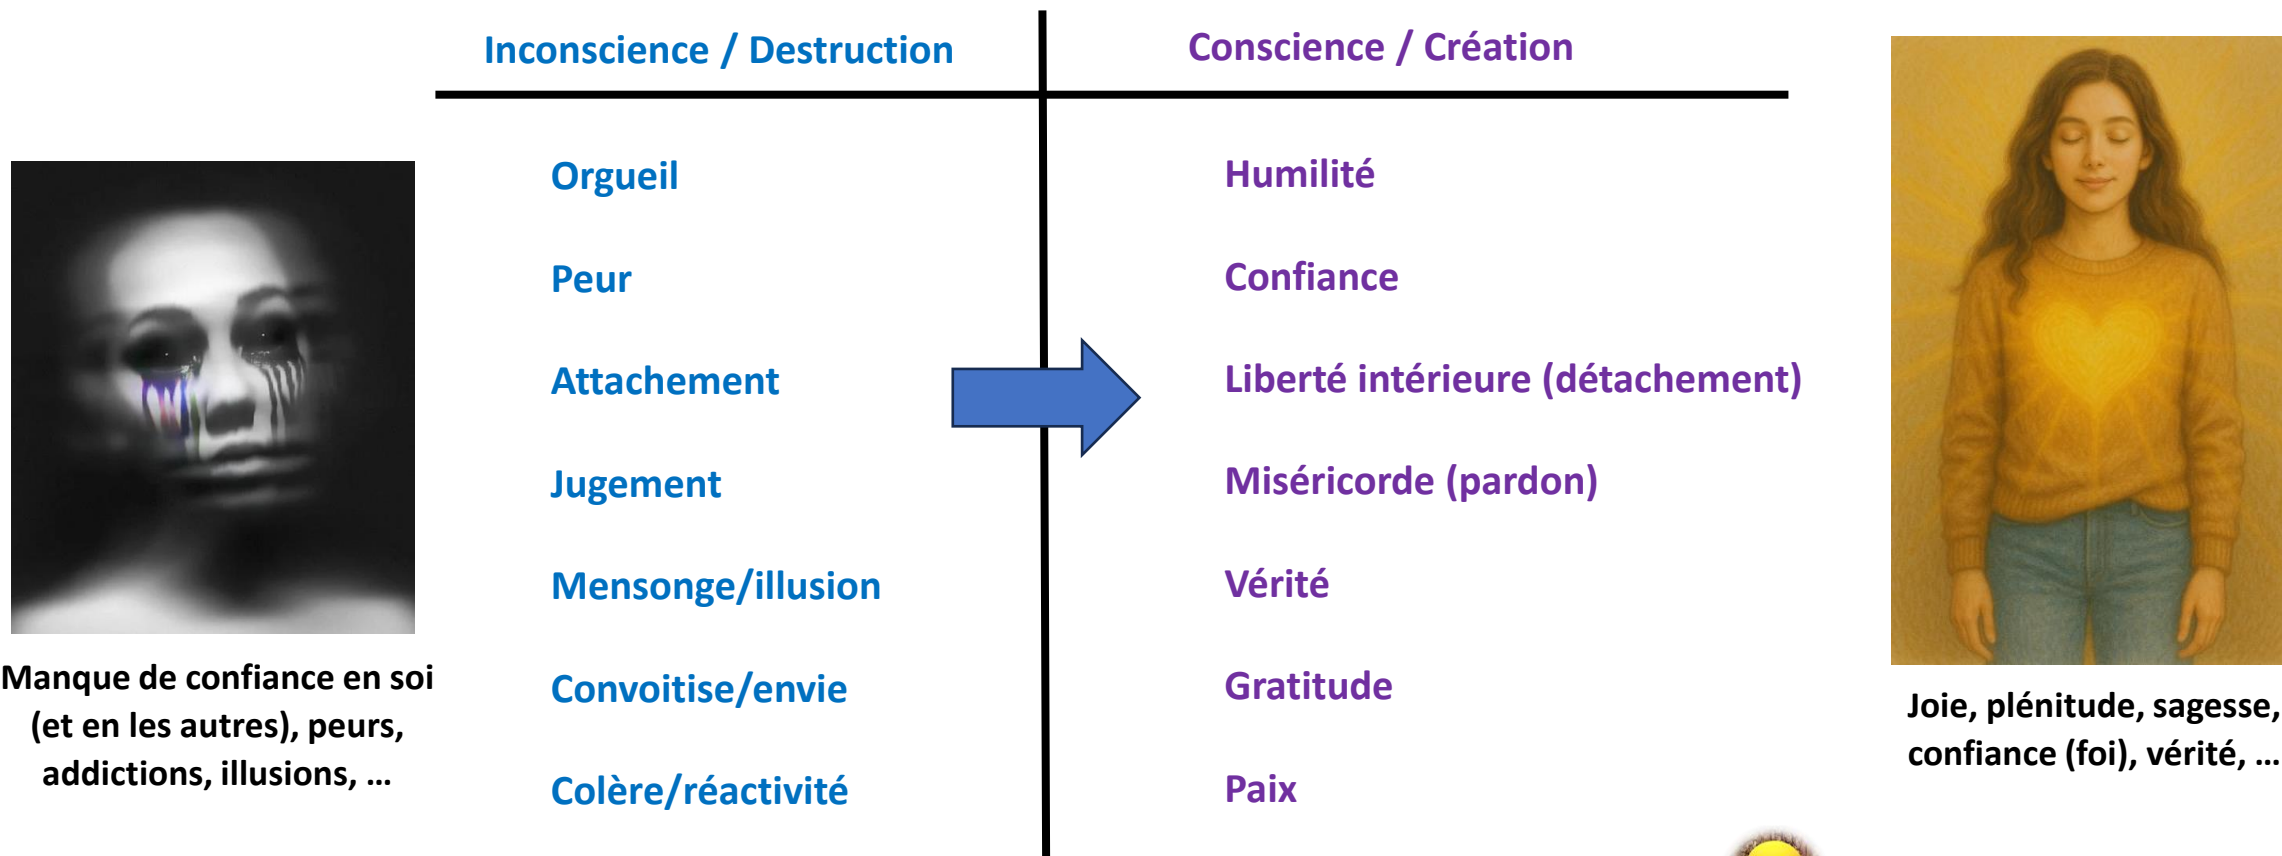 Inconscience / Destruction
Conscience / Création
Orgueil
Humilité
Peur
Confiance
Attachement
Liberté intérieure (détachement)
Jugement
Miséricorde (pardon)
Mensonge/illusion
Vérité
Convoitise/envie
Gratitude
Colère/réactivité
Paix
Manque de confiance en soi
(et en les autres), peurs,
addictions, illusions, …
Joie, plénitude, sagesse,
confiance (foi), vérité, …